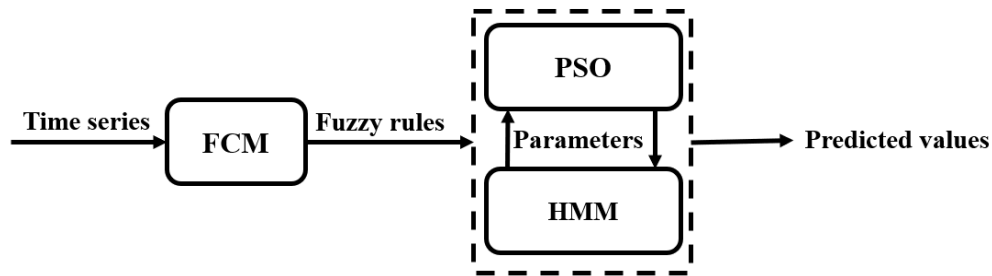 PSO
Time series
FCM
Fuzzy rules
Parameters
Predicted values
HMM